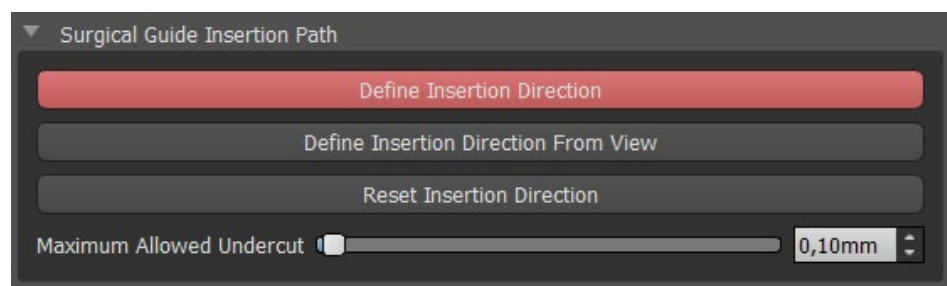 Surgical Guide Insertion Path
Define Insertion Direction
Define Insertion Direction From View
Reset Insertion Direction
Maximum Allowed Undercut 0,10mm